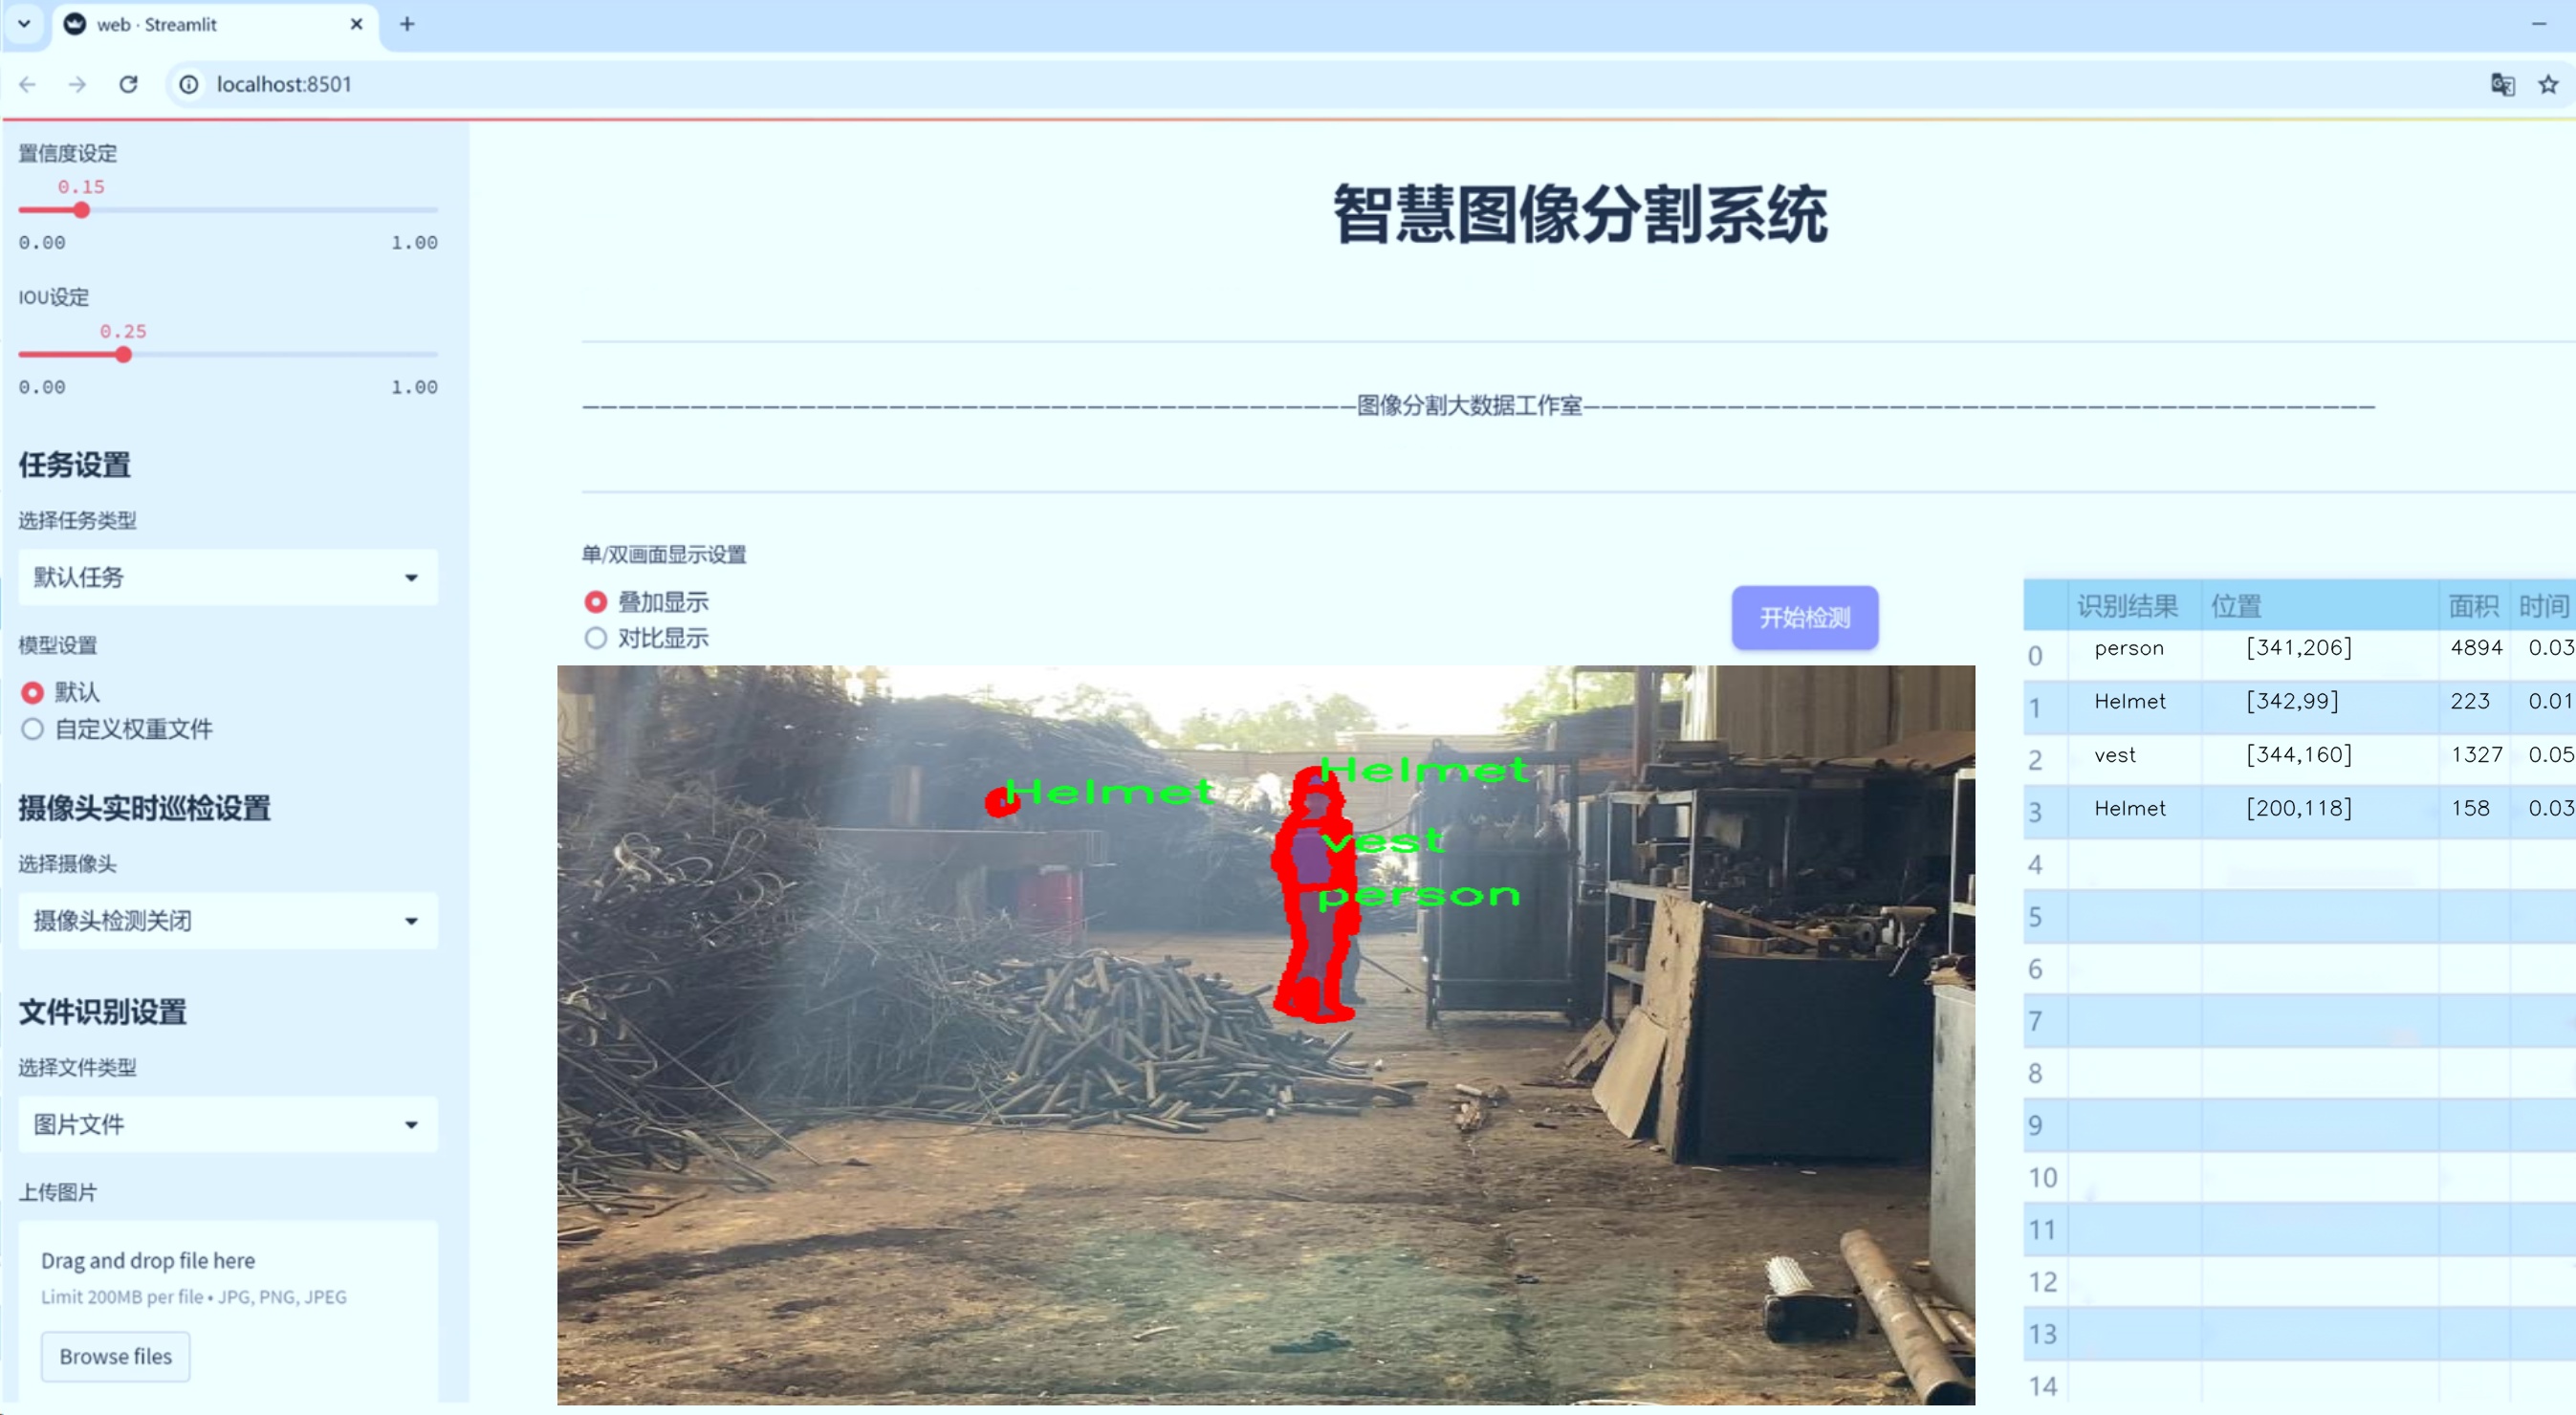 web · Streamlit
localhost:8501
置信度设定
0.15
0.00 1.00
IOU设定
0.25
0.00 1.00
任务设置
选择任务类型
默认任务
模型设置
默认
自定义权重文件
摄像头实时巡检设置
选择摄像头
摄像头检测关闭
文件识别设置
选择文件类型
图片文件
上传图片
Drag and drop file here
Limit 200MB per file • JPG, PNG, JPEG
Browse files
智慧图像分割系统
———————————————————————————————————————————图像分割大数据工作室————————————————————————————————————————————
单/双画面显示设置
叠加显示
对比显示
开始检测
Helmet
Helmet
vest
person
识别结果 位置 面积 时间
0 person [341,206] 4894 0.03
1 Helmet [342,99] 223 0.01
2 vest [344,160] 1327 0.05
3 Helmet [200,118] 158 0.03
4
5
6
7
8
9
10
11
12
13
14